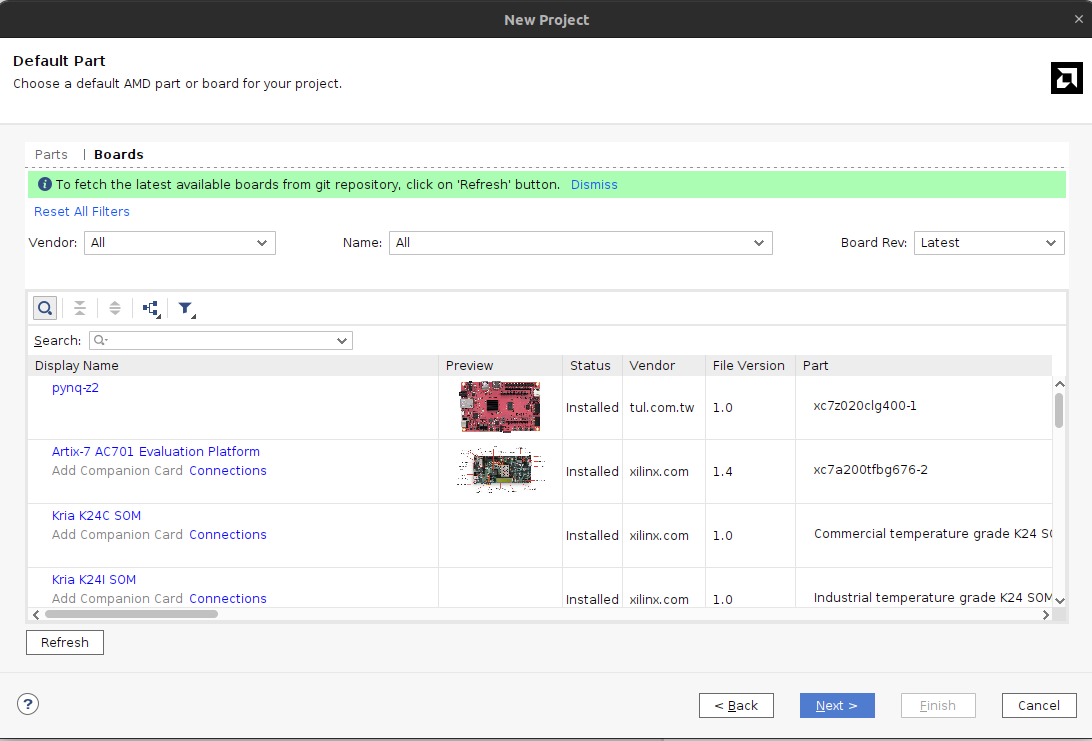 New Project
Default Part
Choose a default AMD part or board for your project.
Parts | Boards
To fetch the latest available boards from git repository, click on 'Refresh' button. Dismiss
Reset All Filters
Vendor: All Name: All Board Rev: Latest
Search:
Display Name Preview Status Vendor File Version Part
pynq-z2 Installed tul.com.tw 1.0 xc7z020clg400-1
Artix-7 AC701 Evaluation Platform
Add Companion Card Connections Installed xilinx.com 1.4 xc7a200tfbg676-2
Kria K24C SOM
Add Companion Card Connections Installed xilinx.com 1.0 Commercial temperature grade K24 SO
Kria K24I SOM
Add Companion Card Connections Installed xilinx.com 1.0 Industrial temperature grade K24 SOM
Refresh
? < Back Next > Finish Cancel